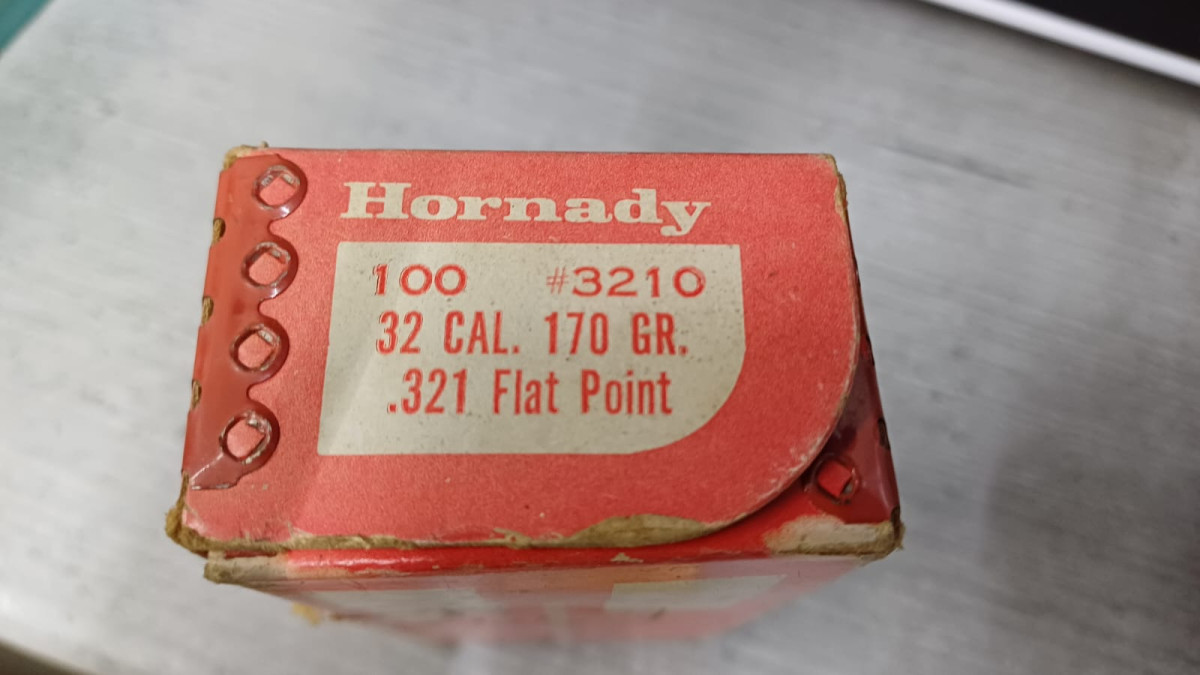 Hornady
100 #3210
32 CAL. 170 GR.
.321 Flat Point